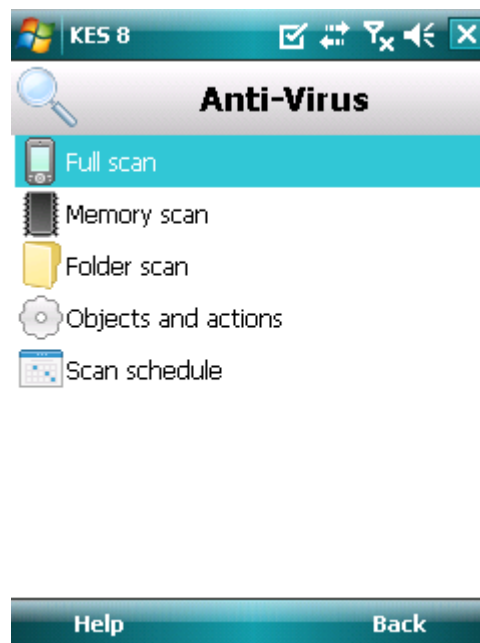 KES 8
Anti-Virus
Full scan
Memory scan
Folder scan
Objects and actions
Scan schedule
Help Back